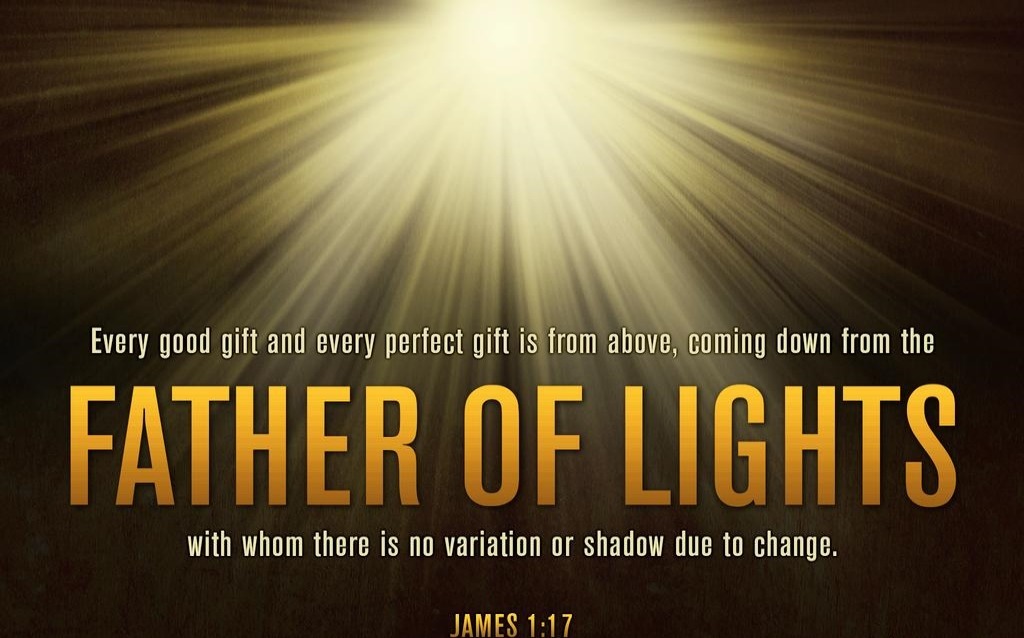 Every good gift and every perfect gift is from above, coming down from the
FATHER OF LIGHTS
with whom there is no variation or shadow due to change.
JAMES 1:17